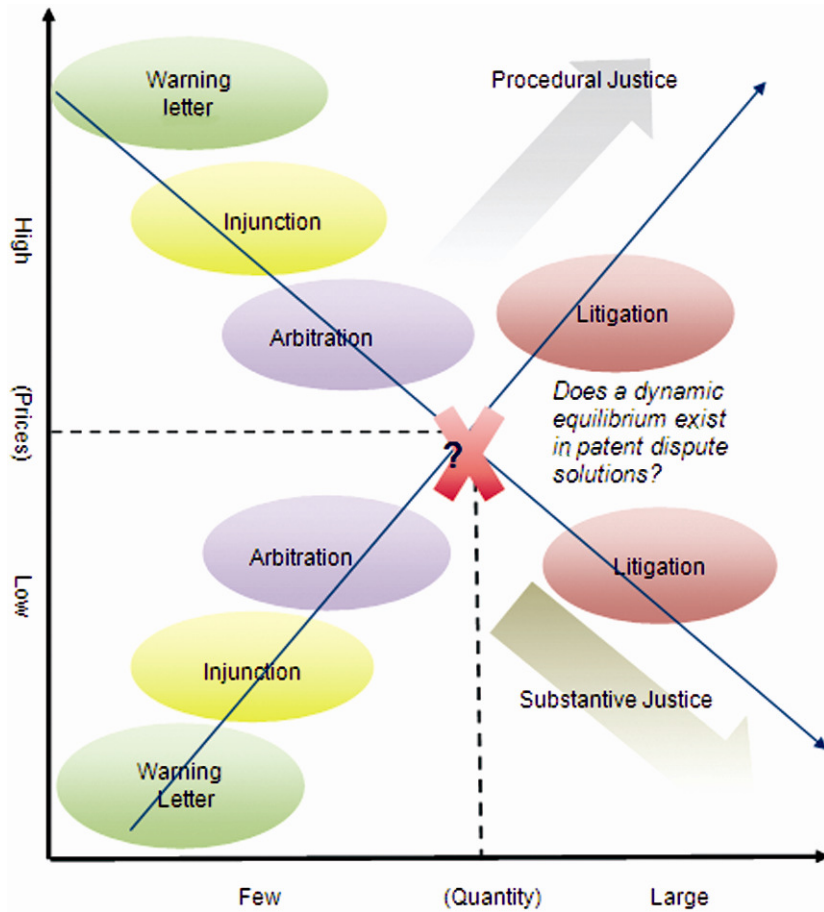 Warning
letter
Procedural Justice
Injunction
Litigation
Arbitration
Does a dynamic
equilibrium exist
in patent dispute
solutions?
?
Arbitration
Litigation
Injunction
Substantive Justice
Warning
Letter
High
(Prices)
Low
Few
(Quantity)
Large